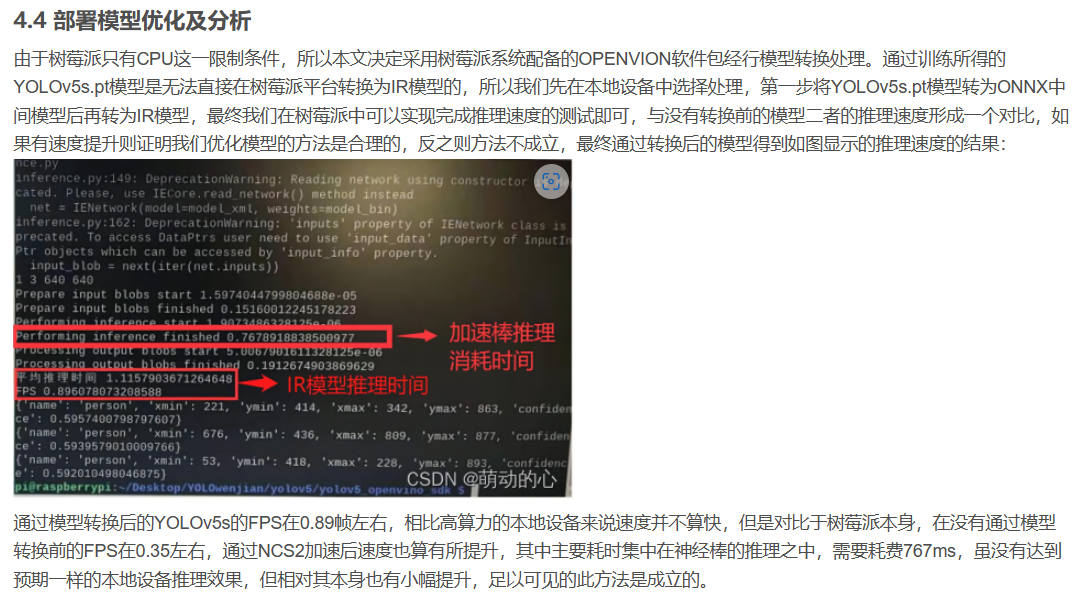 4.4 部署模型优化及分析
由于树莓派只有CPU这一限制条件，所以本文决定采用树莓派系统配备的OPENVION软件包经行模型转换处理。通过训练所得的
YOLOv5s.pt模型是无法直接在树莓派平台转换为IR模型的，所以我们先在本地设备中选择处理，第一步将YOLOv5s.pt模型转为ONNX中
间模型后再转为IR模型，最终我们在树莓派中可以实现完成推理速度的测试即可，与没有转换前的模型二者的推理速度形成一个对比，如
果有速度提升则证明我们优化模型的方法是合理的，反之则方法不成立，最终通过转换后的模型得到如图显示的推理速度的结果：
nce.py
inference.py:149: DeprecationWarning: Reading network using constructor
cated. Please, use IECore.read_network() method instead
net = IENetwork(model=model_xml, weights=model_bin)
inference.py:162: DeprecationWarning: 'inputs' property of IENetwork class is
precated. To access DataPtrs user need to use 'input_data' property of InputIn
Ptr objects which can be accessed by 'input_info' property.
input_blob = next(iter(net.inputs))
1 3 640 640
Prepare input blobs start 1.5974044799804688e-05
Prepare input blobs finished 0.15160012245178223
Performing inference start 1.9073486328125e-06
Performing inference finished 0.7678918838500977
加速棒推理
消耗时间
Processing output blobs start 5.0067901611328125e-06
Processing output blobs finished 0.1912674903869629
平均推理时间 1.1157903671264648
IR模型推理时间
FPS 0.896078073208588
{'name': 'person', 'xmin': 221, 'ymin': 414, 'xmax': 342, 'ymax': 863, 'confiden
ce': 0.5957400798797607}
{'name': 'person', 'xmin': 676, 'ymin': 436, 'xmax': 809, 'ymax': 877, 'confiden
ce': 0.5939579010009766}
{'name': 'person', 'xmin': 53, 'ymin': 418, 'xmax': 228, 'ymax': 893, 'confidenc
e': 0.592010498046875}
pi@raspberrypi:~/Desktop/YOLOwenjian/yolov5/yolov5_openvino_sdk $
CSDN @萌动的心
通过模型转换后的YOLOv5s的FPS在0.89帧左右，相比高算力的本地设备来说速度并不算快，但是对比于树莓派本身，在没有通过模型
转换前的FPS在0.35左右，通过NCS2加速后速度也算有所提升，其中主要耗时集中在神经棒的推理之中，需要耗费767ms，虽没有达到
预期一样的本地设备推理效果，但相对其本身也有小幅提升，足以可见的此方法是成立的。